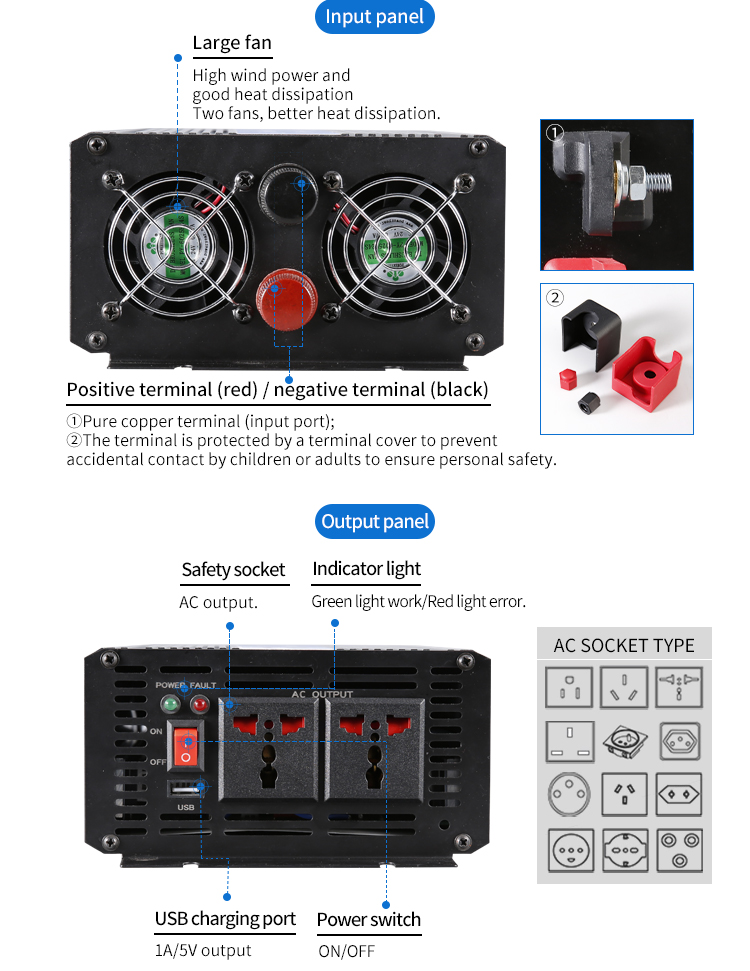 Input panel
Large fan
High wind power and
good heat dissipation
Two fans, better heat dissipation.
①
②
Positive terminal (red) / negative terminal (black)
①Pure copper terminal (input port);
②The terminal is protected by a terminal cover to prevent
accidental contact by children or adults to ensure personal safety.
Output panel
Safety socket
AC output.
Indicator light
Green light work/Red light error.
AC SOCKET TYPE
POWER FAULT
AC OUTPUT
ON
OFF
USB
USB charging port
1A/5V output
Power switch
ON/OFF